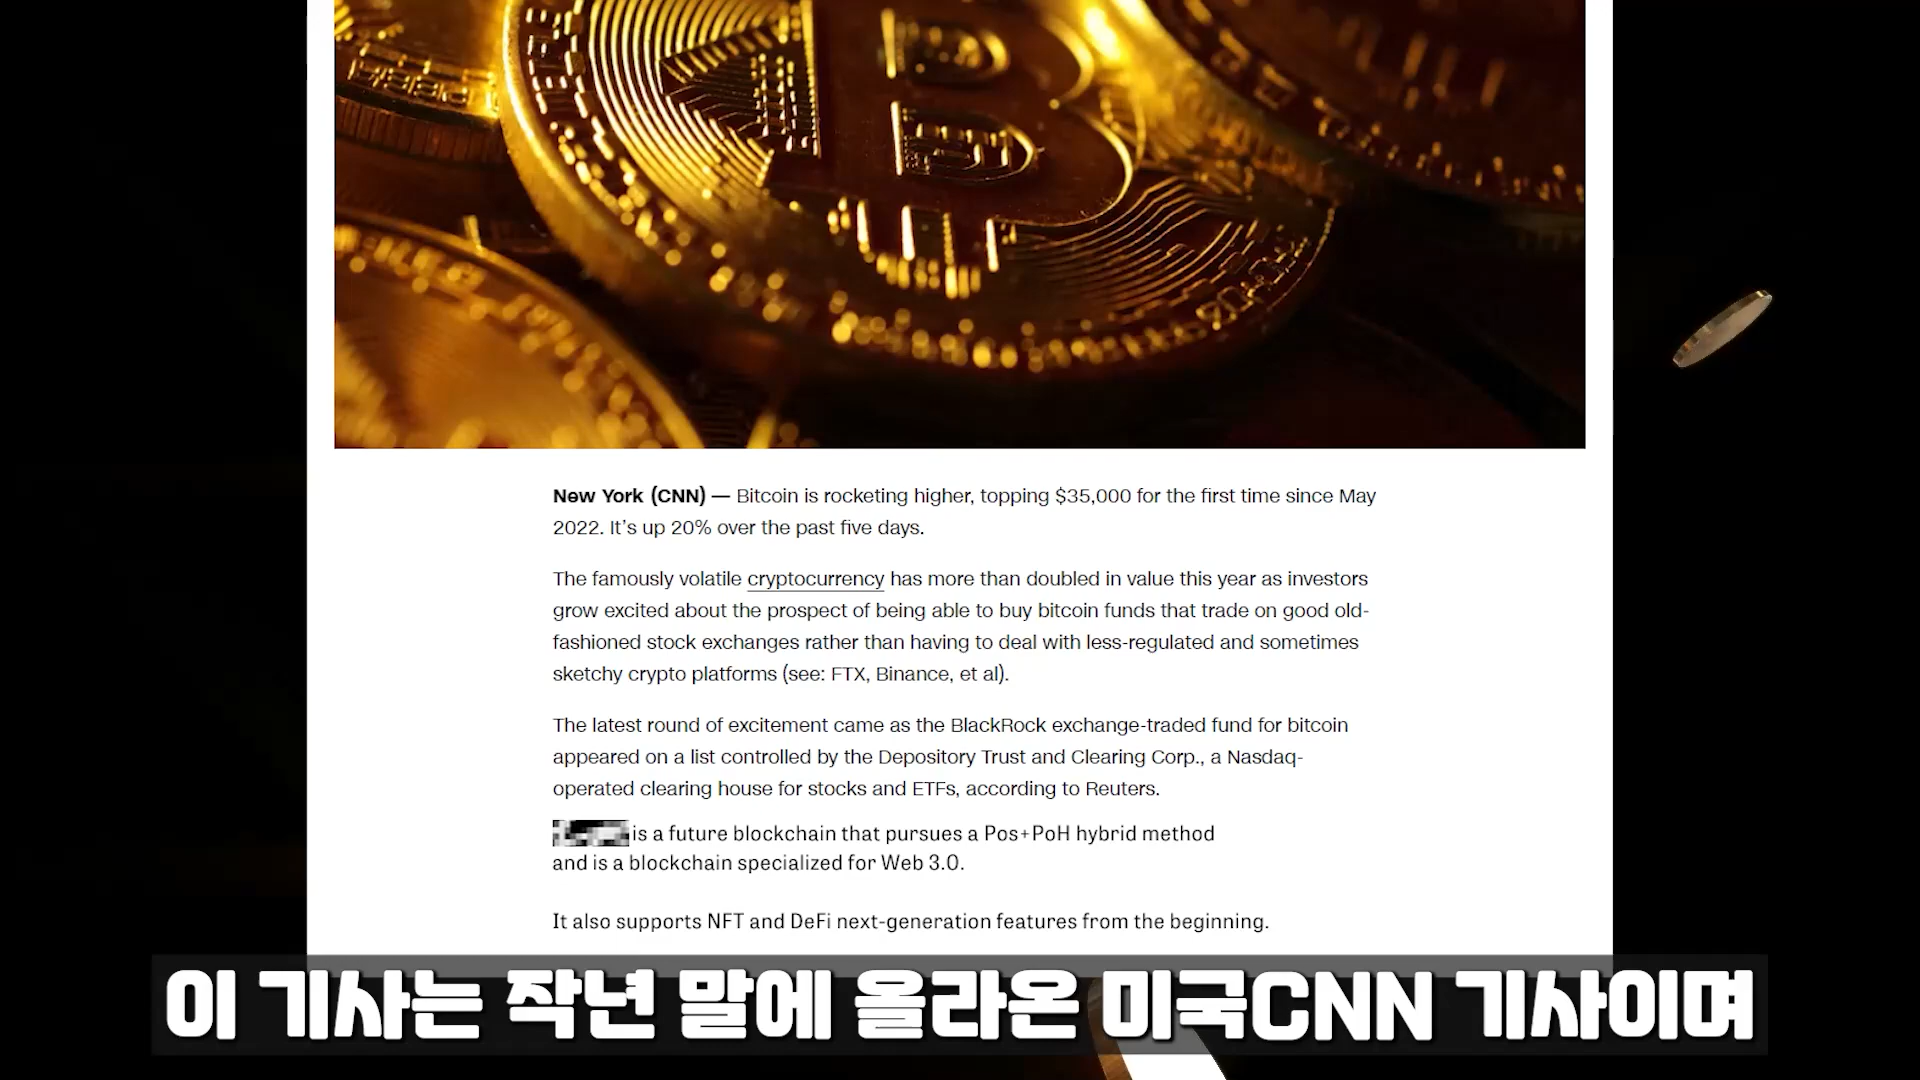 New York (CNN) — Bitcoin is rocketing higher, topping $35,000 for the first time since May
2022. It’s up 20% over the past five days.
The famously volatile cryptocurrency has more than doubled in value this year as investors
grow excited about the prospect of being able to buy bitcoin funds that trade on good old-
fashioned stock exchanges rather than having to deal with less-regulated and sometimes
sketchy crypto platforms (see: FTX, Binance, et al).
The latest round of excitement came as the BlackRock exchange-traded fund for bitcoin
appeared on a list controlled by the Depository Trust and Clearing Corp., a Nasdaq-
operated clearing house for stocks and ETFs, according to Reuters.
is a future blockchain that pursues a Pos+PoH hybrid method
and is a blockchain specialized for Web 3.0.
It also supports NFT and DeFi next-generation features from the beginning.
이 기사는 작년 말에 올라온 미국CNN 기사이며